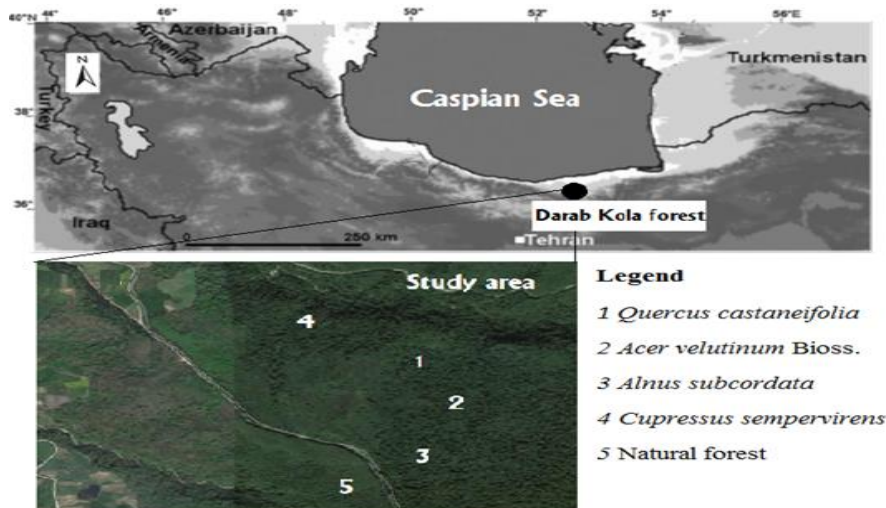 40°N 44° 46° 48° 50° 52° 54° 56°E
Azerbaijan
Armenia
N
Turkmenistan
Turkey
38°
Caspian Sea
36°
Darab Kola forest
Iraq
0 250 km
Tehran
Study area
4
1
2
3
5
Legend
1 Quercus castaneifolia
2 Acer velutinum Bioss.
3 Alnus subcordata
4 Cupressus sempervirens
5 Natural forest